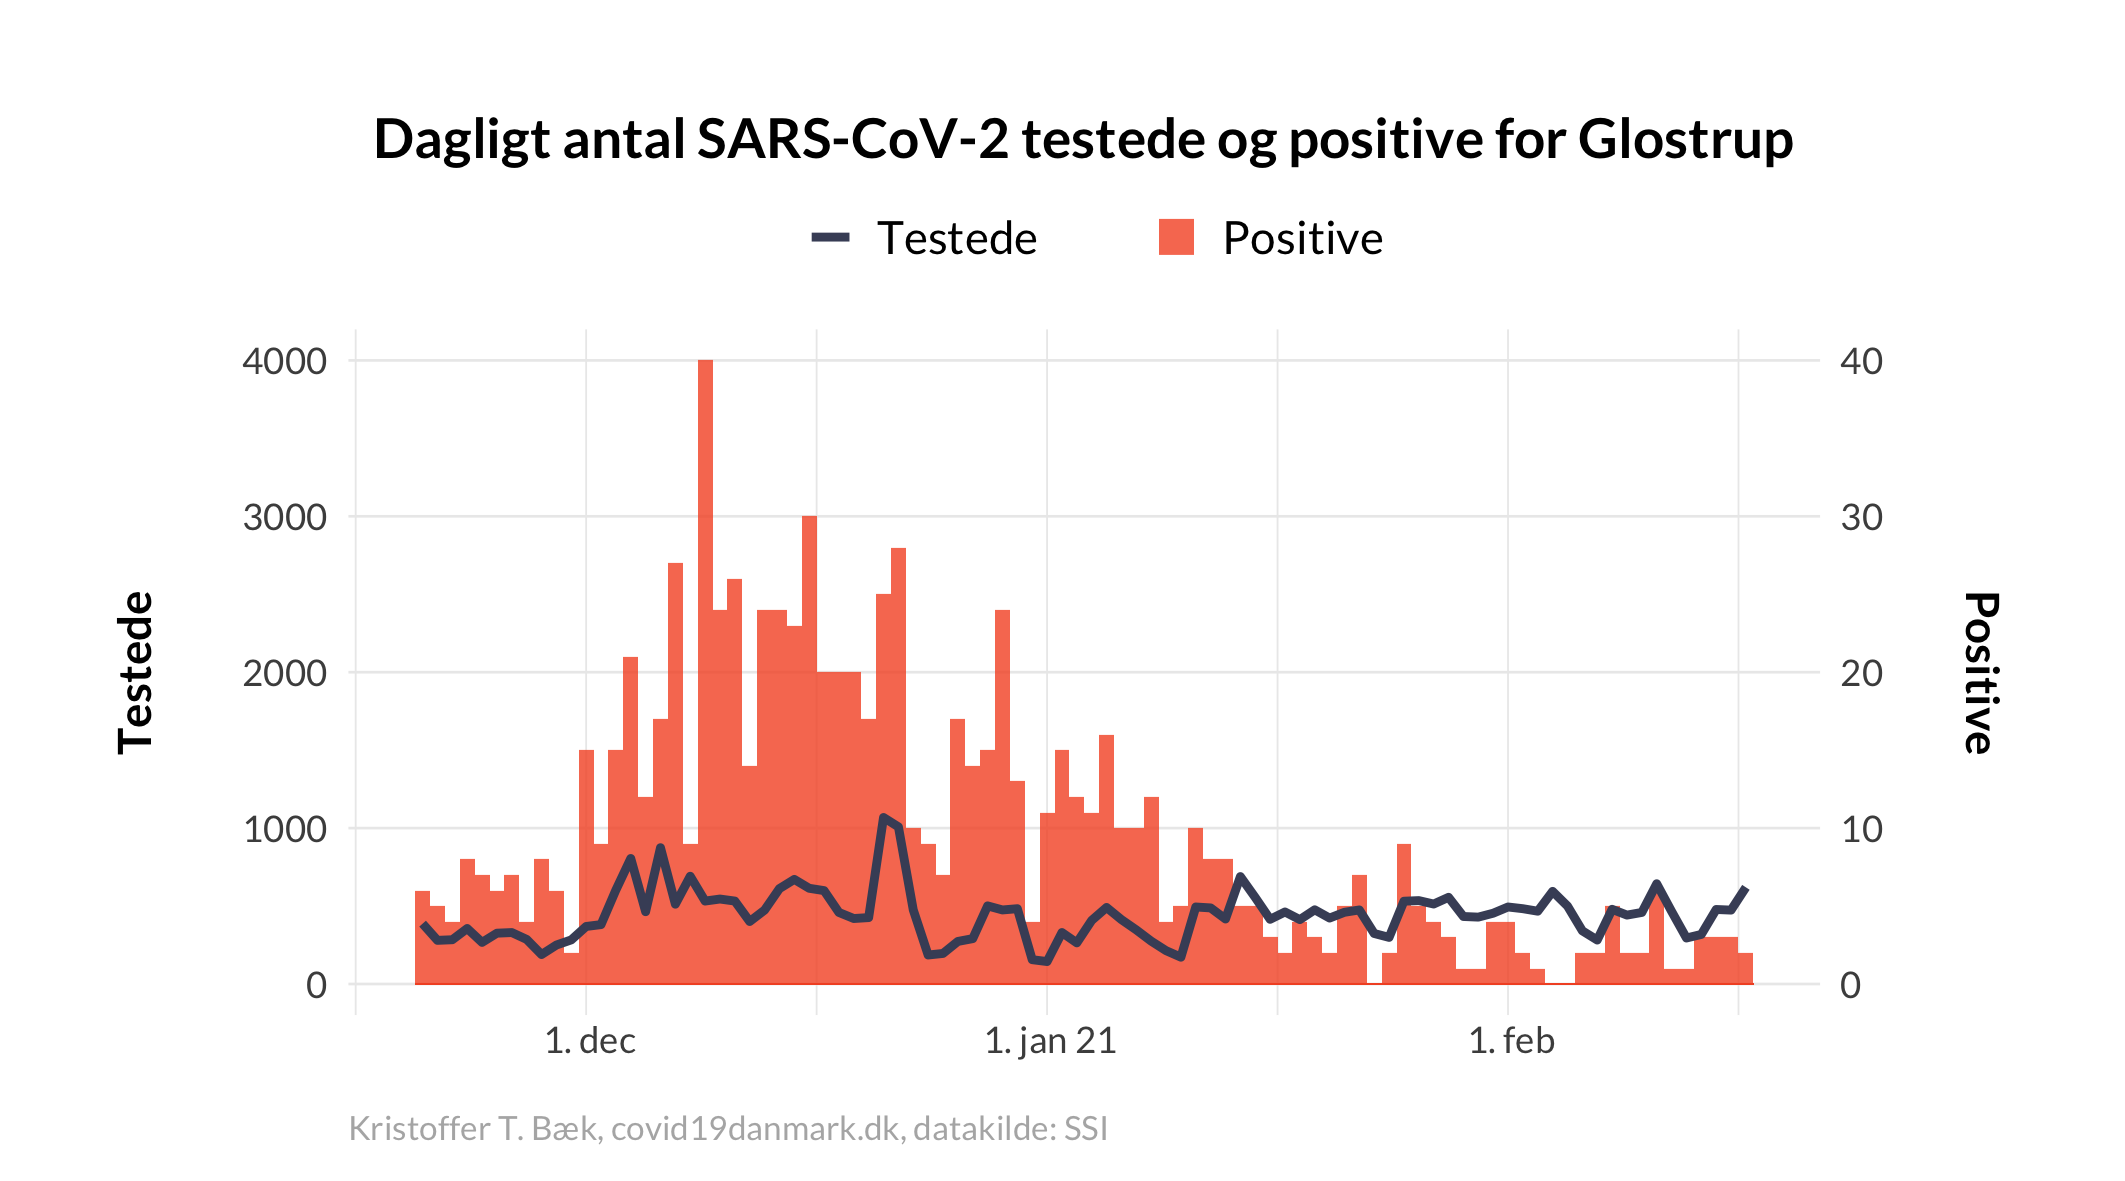 Dagligt antal SARS-CoV-2 testede og positive for Glostrup
Testede
Positive
4000
3000
2000
1000
0
40
30
20
10
0
Testede
Positive
1. dec
1. jan 21
1. feb
Kristoffer T. Bæk, covid19danmark.dk, datakilde: SSI